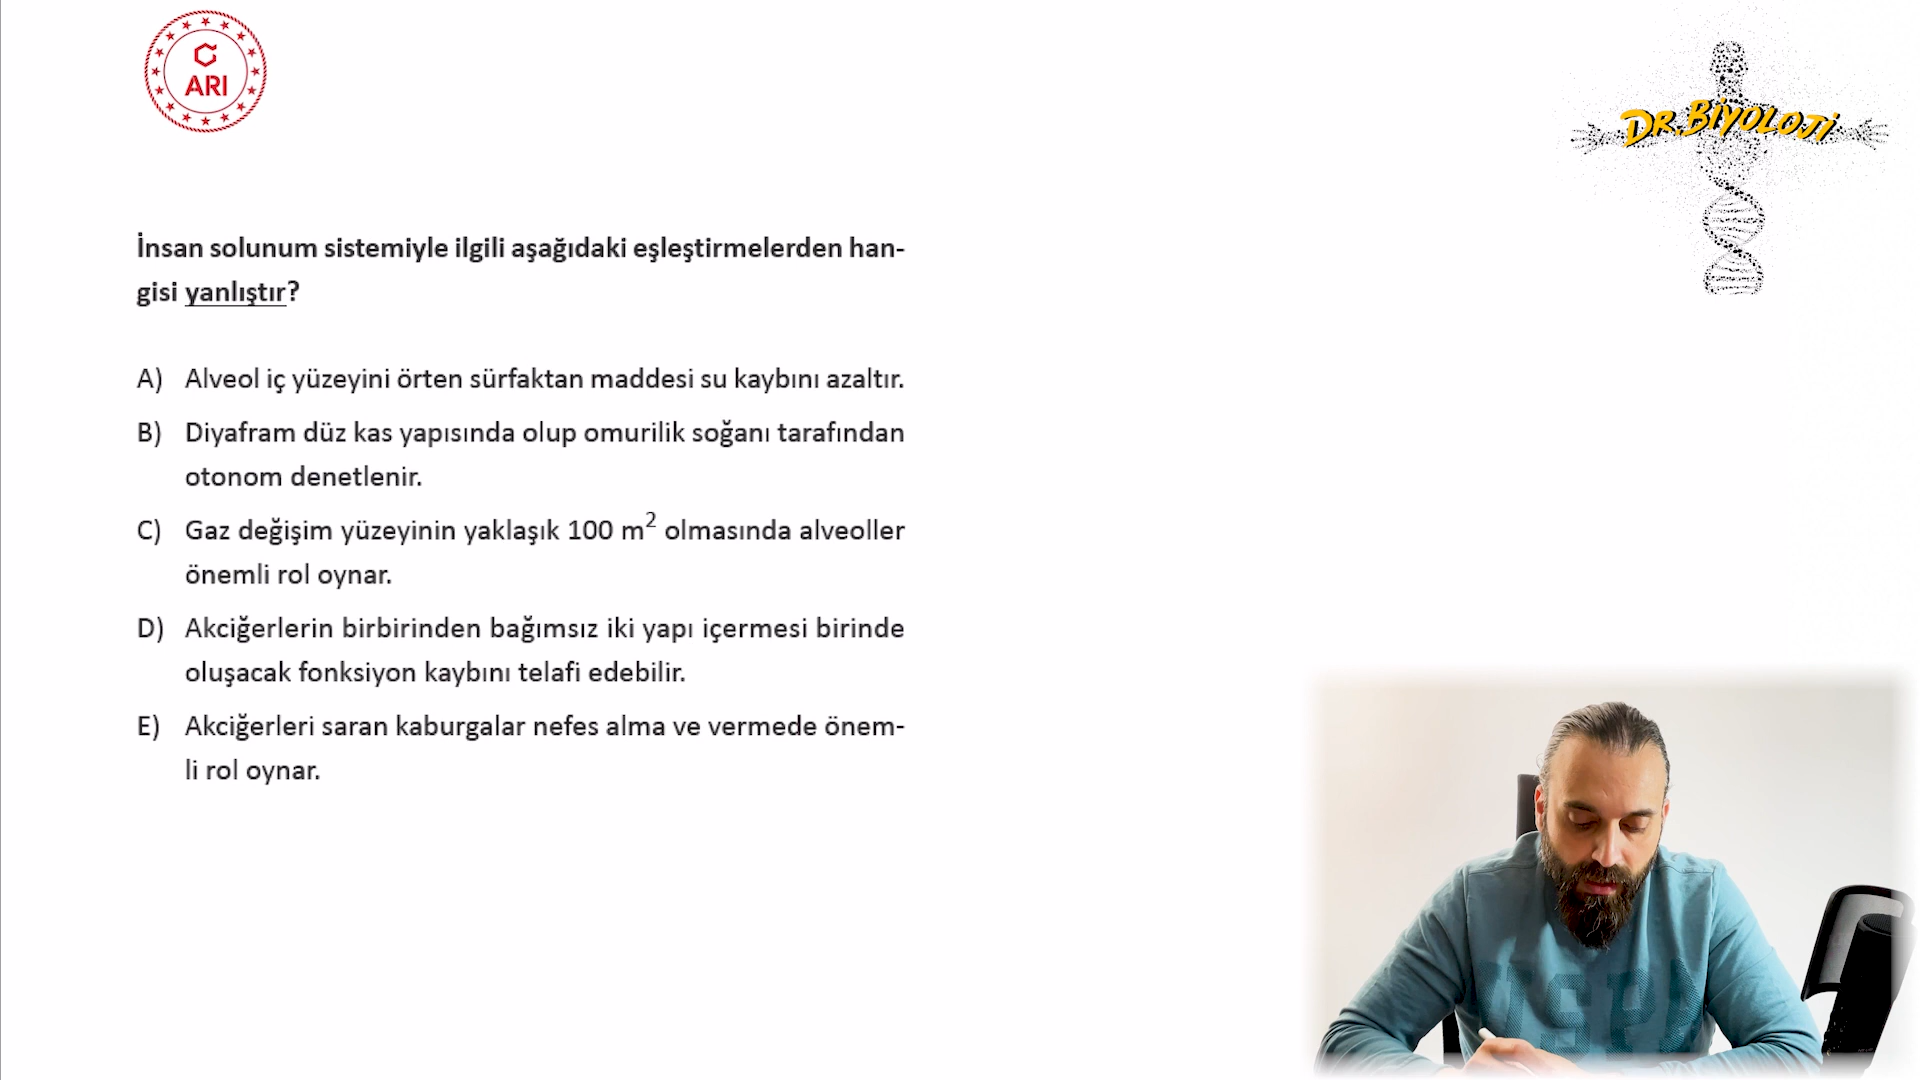 ARI
DR.BİYOLOJİ
İnsan solunum sistemiyle ilgili aşağıdaki eşleştirmelerden han-
gisi yanlıştır?
A) Alveol iç yüzeyini örten sürfaktan maddesi su kaybını azaltır.
B) Diyafram düz kas yapısında olup omurilik soğanı tarafından
otonom denetlenir.
C) Gaz değişim yüzeyinin yaklaşık 100 m² olmasında alveoller
önemli rol oynar.
D) Akciğerlerin birbirinden bağımsız iki yapı içermesi birinde
oluşacak fonksiyon kaybını telafi edebilir.
E) Akciğerleri saran kaburgalar nefes alma ve vermede önem-
li rol oynar.